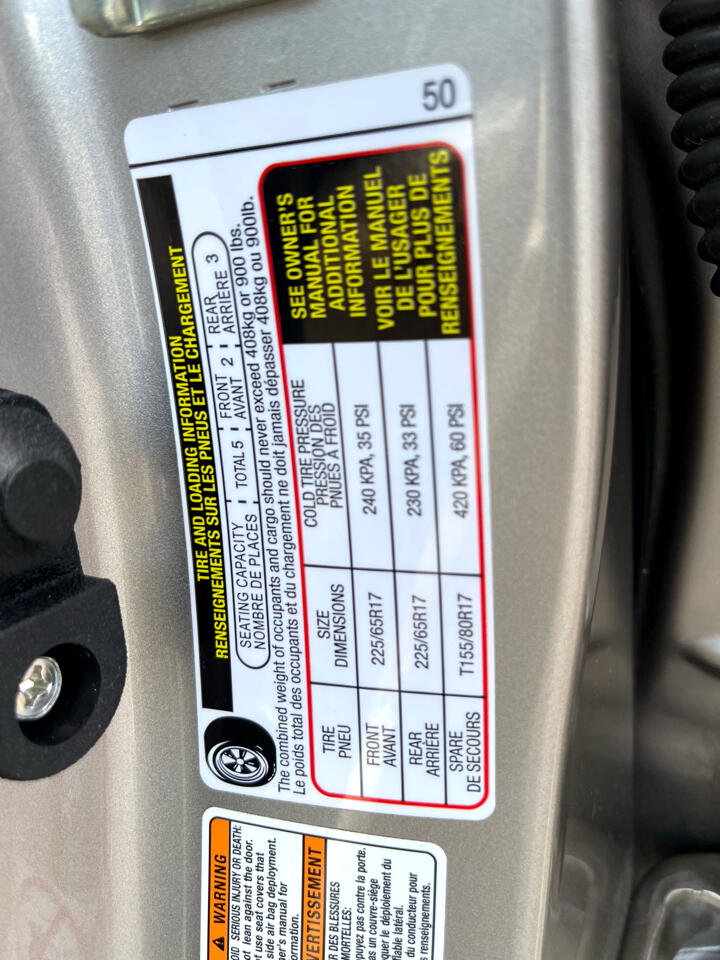 50
TIRE AND LOADING INFORMATION
RENSEIGNEMENTS SUR LES PNEUS ET LE CHARGEMENT
SEATING CAPACITY
NOMBRE DE PLACES
TOTAL 5
FRONT
AVANT
2
REAR
ARRIÈRE
3
The combined weight of occupants and cargo should never exceed 408kg or 900 lbs.
Le poids total des occupants et du chargement ne doit jamais dépasser 408kg ou 900lb.
TIRE
PNEU
SIZE
DIMENSIONS
COLD TIRE PRESSURE
PRESSION DES
PNUES À FROID
SEE OWNER'S
MANUAL FOR
ADDITIONAL
INFORMATION
VOIR LE MANUEL
DE L'USAGER
POUR PLUS DE
RENSEIGNEMENTS
FRONT
AVANT
225/65R17
240 KPA, 35 PSI
REAR
ARRIÈRE
225/65R17
230 KPA, 33 PSI
SPARE
DE SECOURS
T155/80R17
420 KPA, 60 PSI
WARNING
SERIOUS INJURY OR DEATH:
lean against the door.
use seat covers that
side air bag deployment.
manual for
VERTISSEMENT
DES BLESSURES
MORTELLES:
contre la porte.
un couvre-siège
le déploiement du
latéral.
du conducteur pour
renseignements.